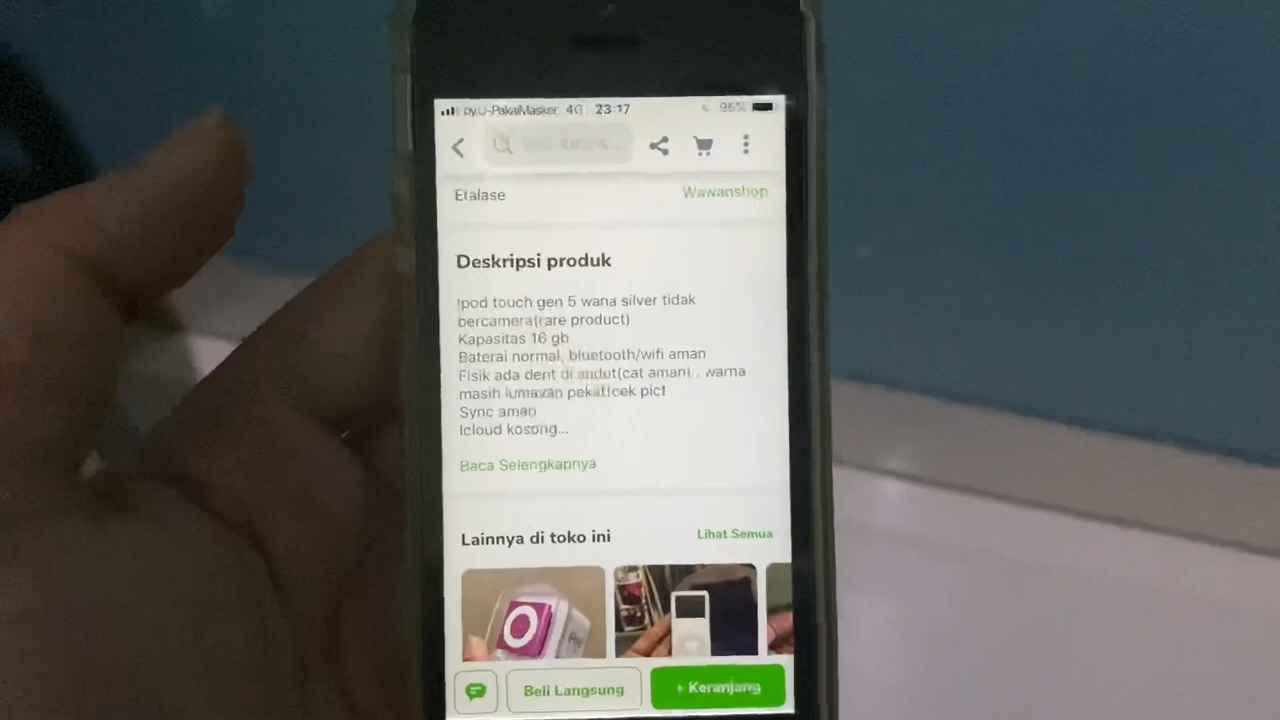 by.U-PakaiMasker 4G 23:17 95%
Etalase Wawanshop
Deskripsi produk
Ipod touch gen 5 wana silver tidak
bercamera(rare product)
Kapasitas 16 gb
Baterai normal, bluetooth/wifi aman
Fisik ada dent di sudut(cat aman) , warna
masih lumayan pekat(cek pict
Sync aman
Icloud kosong...
Baca Selengkapnya
Lainnya di toko ini Lihat Semua
Beli Langsung + Keranjang